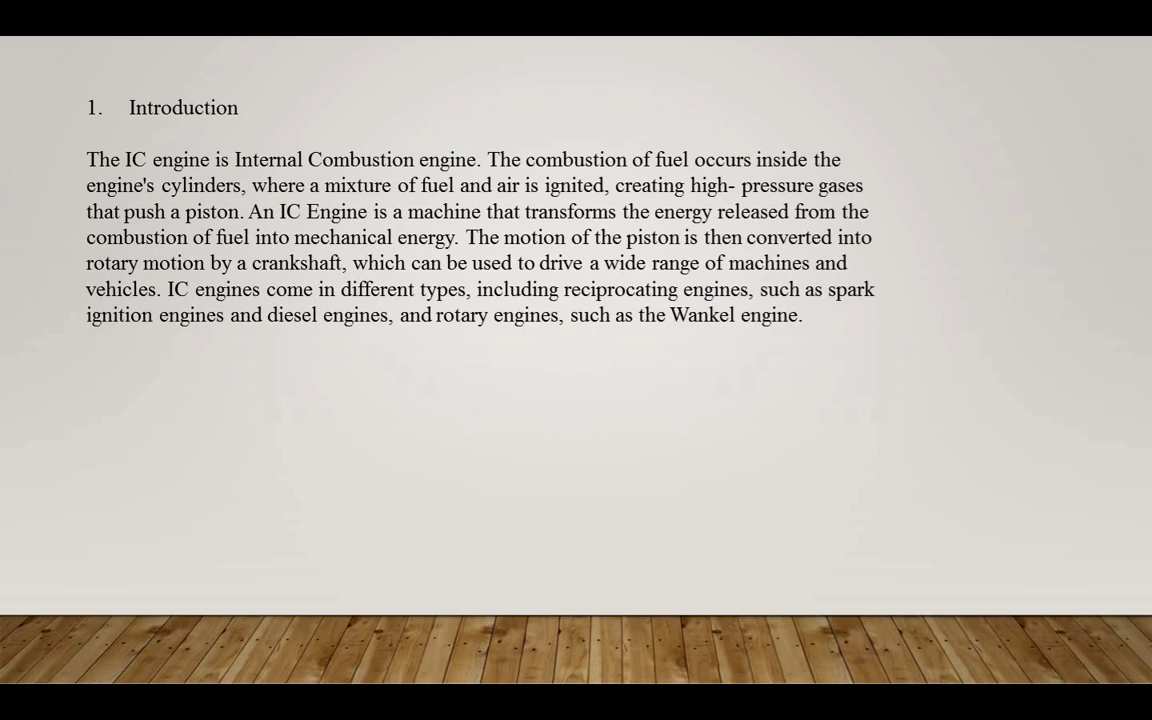 1. Introduction
The IC engine is Internal Combustion engine. The combustion of fuel occurs inside the
engine's cylinders, where a mixture of fuel and air is ignited, creating high- pressure gases
that push a piston. An IC Engine is a machine that transforms the energy released from the
combustion of fuel into mechanical energy. The motion of the piston is then converted into
rotary motion by a crankshaft, which can be used to drive a wide range of machines and
vehicles. IC engines come in different types, including reciprocating engines, such as spark
ignition engines and diesel engines, and rotary engines, such as the Wankel engine.